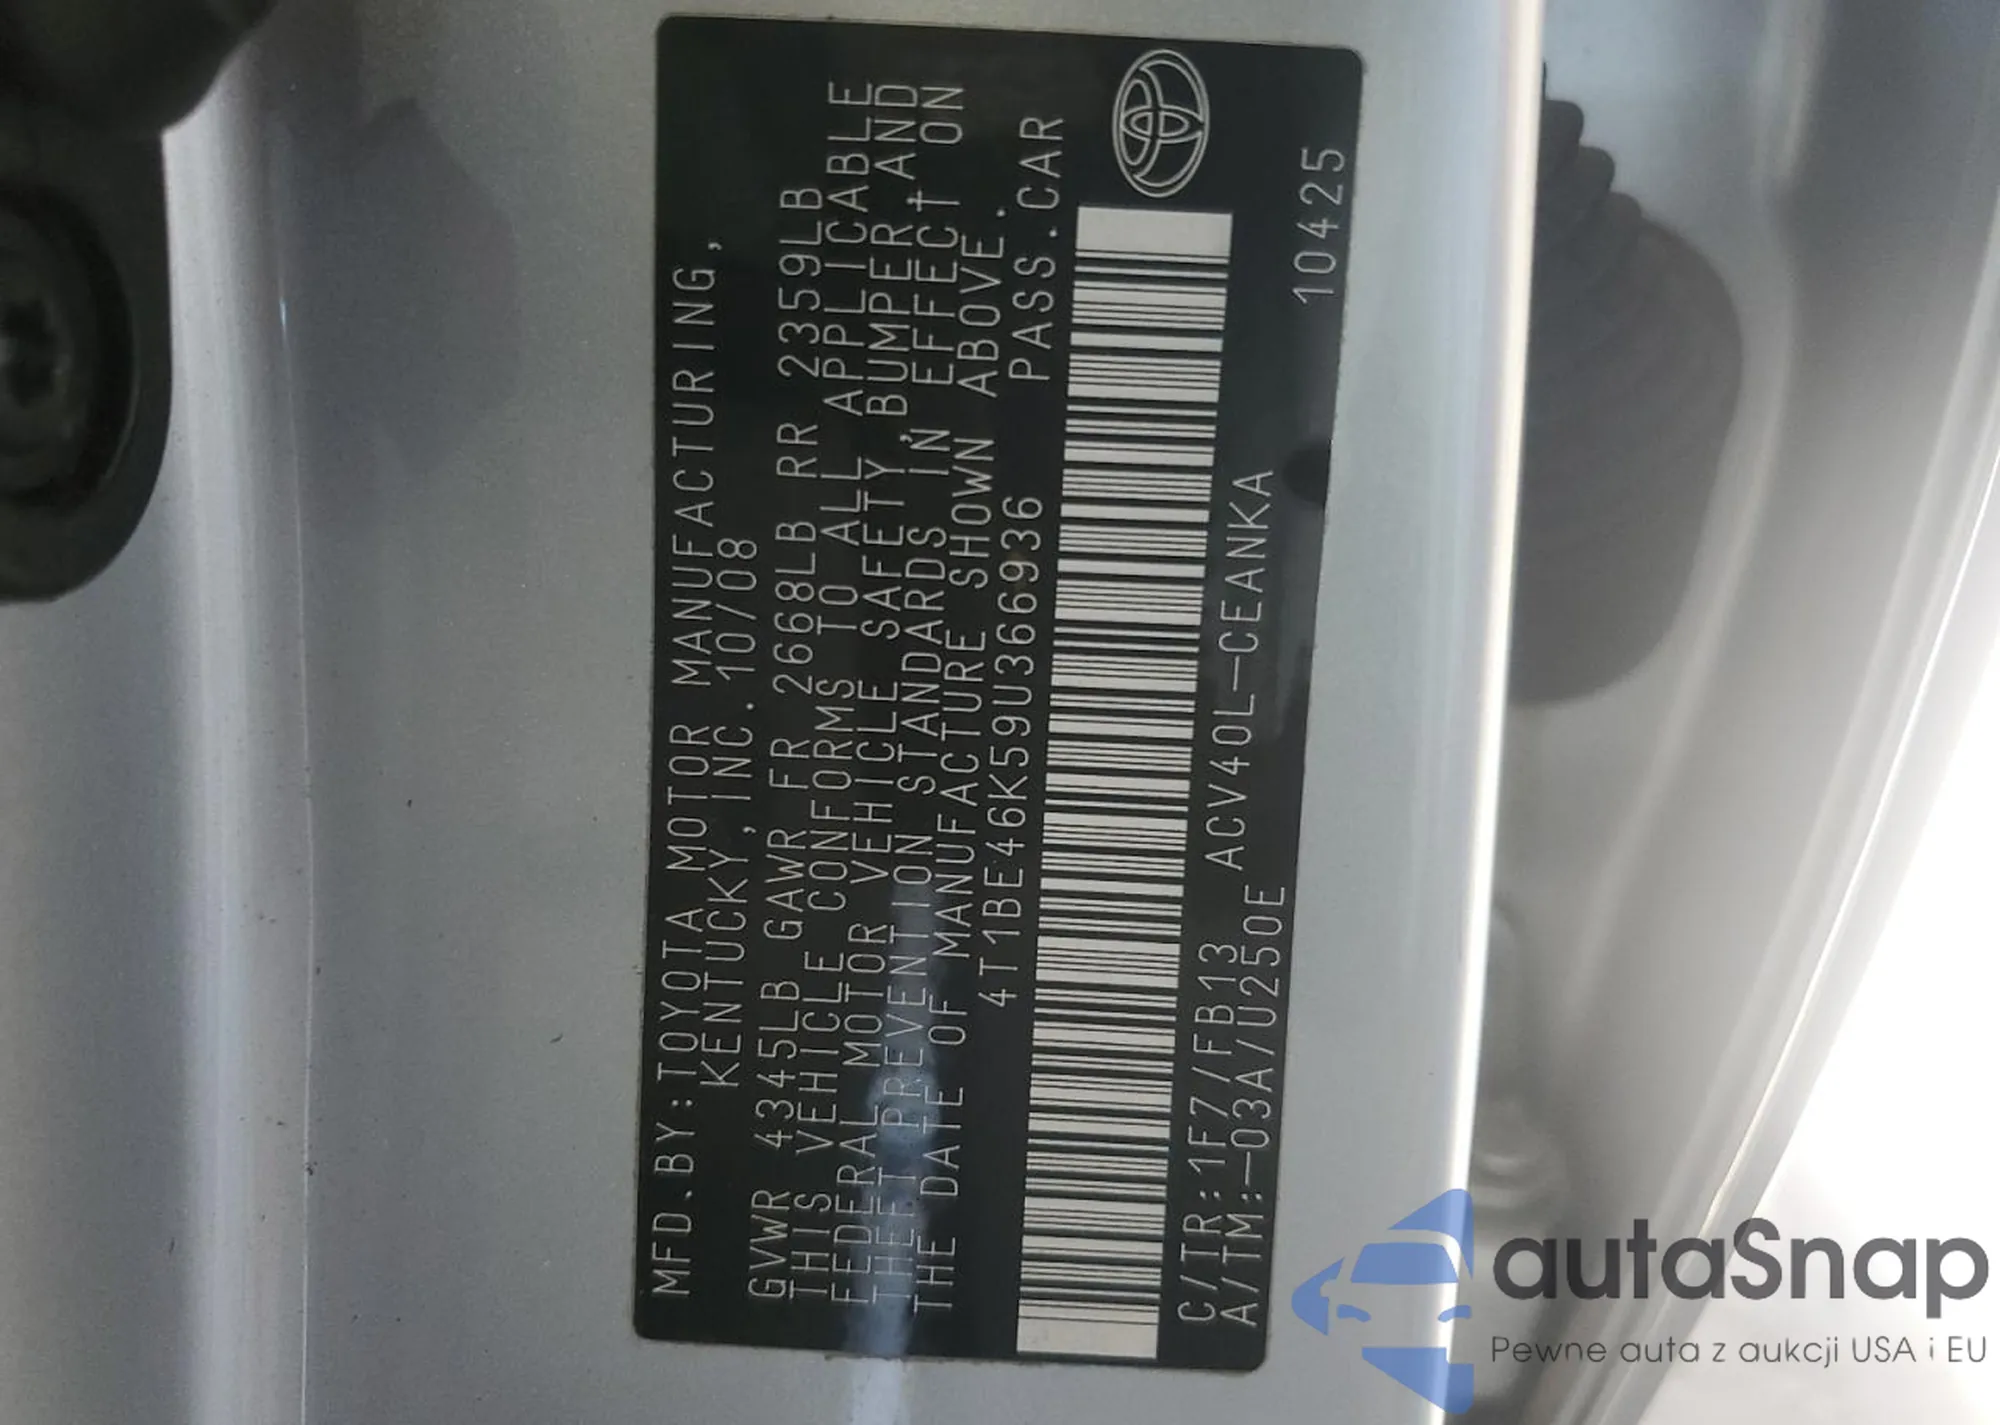 MFD.BY:TOYOTA MOTOR MANUFACTURING,
KENTUCKY,INC. 10/08
GVWR 4345LB GAWR FR 2668LB RR 2359LB
THIS VEHICLE CONFORMS TO ALL APPLICABLE
FEDERAL MOTOR VEHICLE SAFETY,BUMPER,AND
THEFT PREVENTION STANDARDS IN EFFECT ON
THE DATE OF MANUFACTURE SHOWN ABOVE.
4T1BE46K59U366936 PASS.CAR
C/TR:1F7/FB13 ACV40L-CEANKA
A/TM:-03A/U250E 10425
autoSnap
Pewne auta z aukcji USA i EU